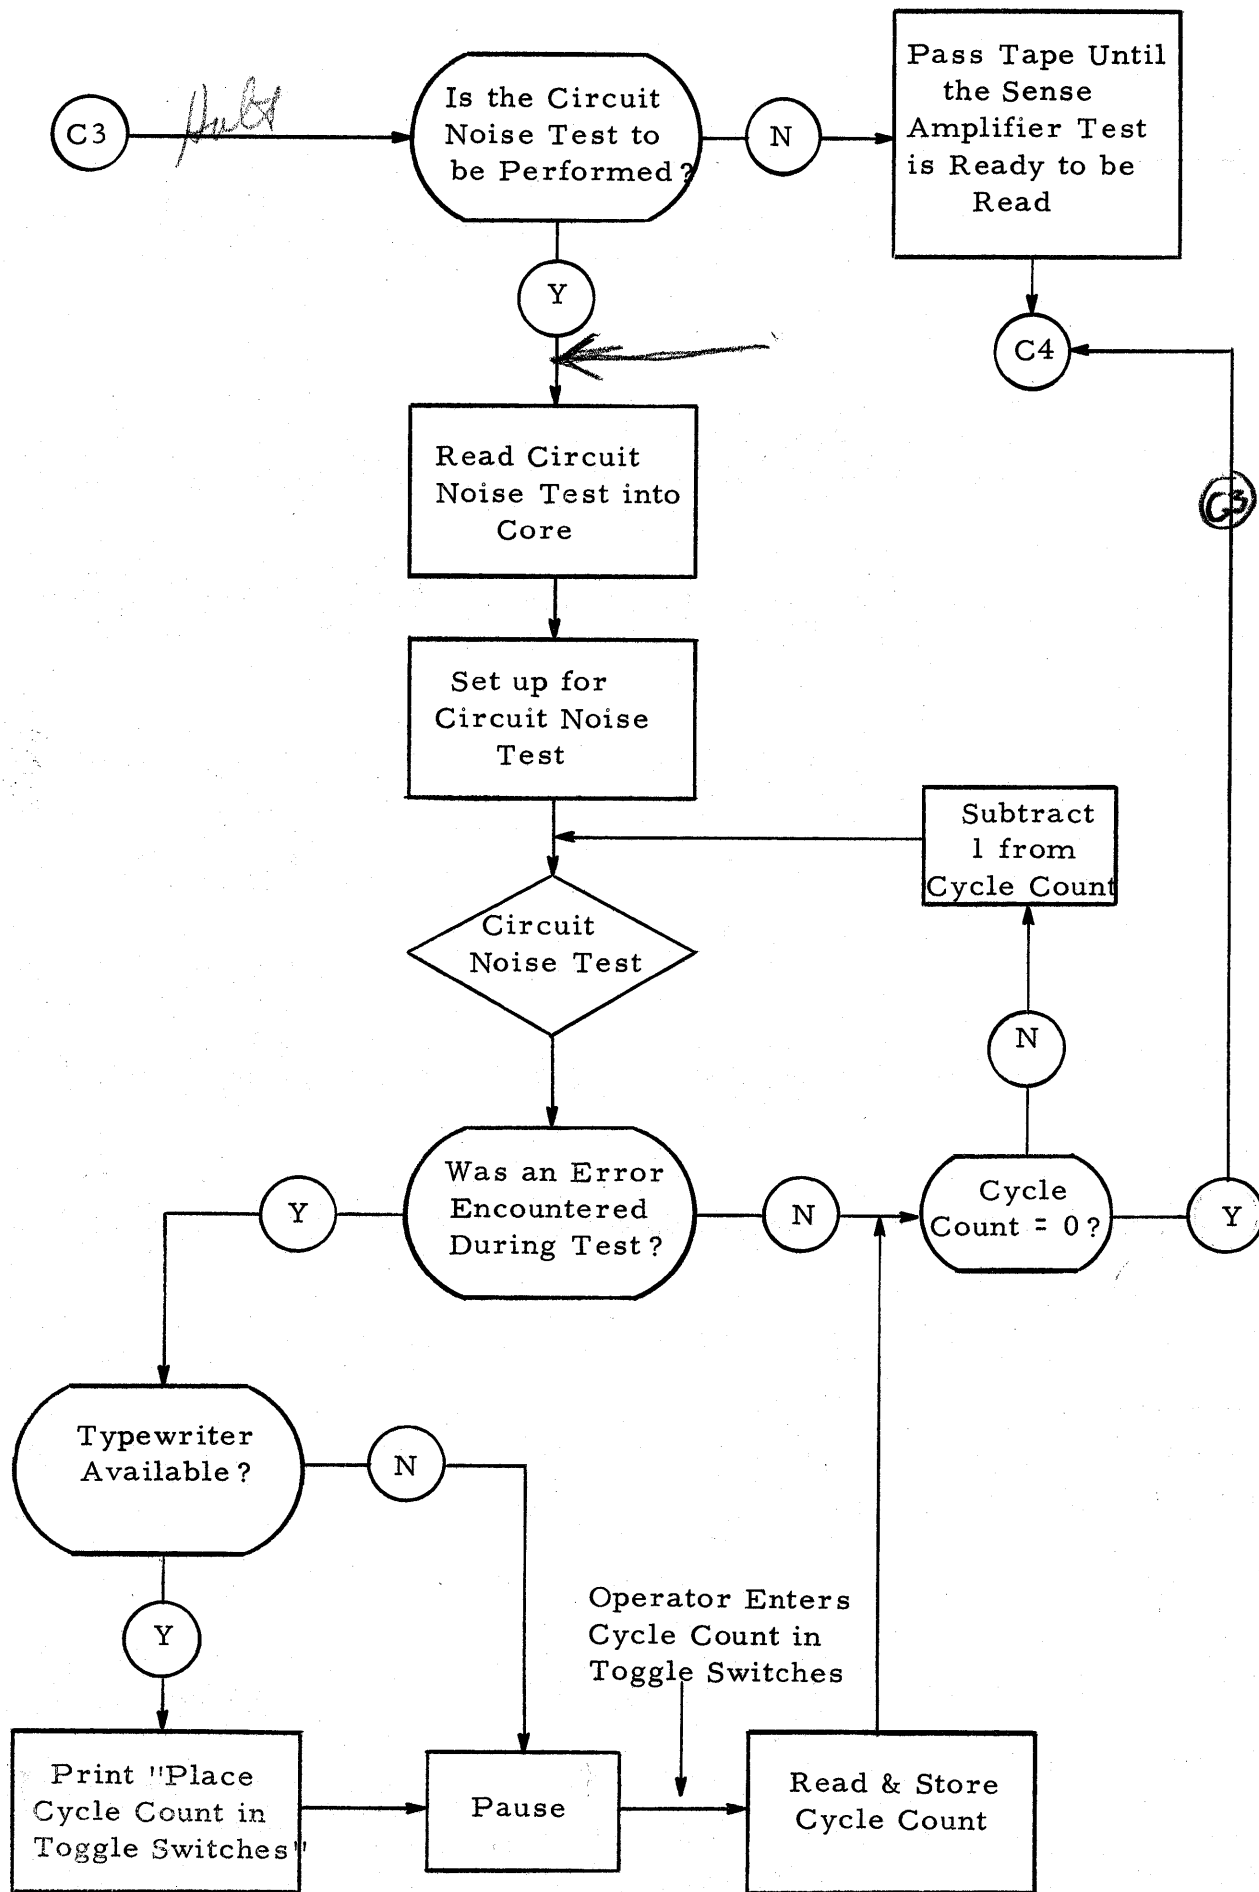 C3
Is the Circuit
Noise Test to
be Performed?
N
Pass Tape Until
the Sense
Amplifier Test
is Ready to be
Read
Y
C4
Read Circuit
Noise Test into
Core
C3
Set up for
Circuit Noise
Test
Subtract
1 from
Cycle Count
Circuit
Noise Test
N
Was an Error
Encountered
During Test?
Y
N
Cycle
Count = 0?
Y
Typewriter
Available?
N
Y
Operator Enters
Cycle Count in
Toggle Switches
Print "Place
Cycle Count in
Toggle Switches"
Pause
Read & Store
Cycle Count